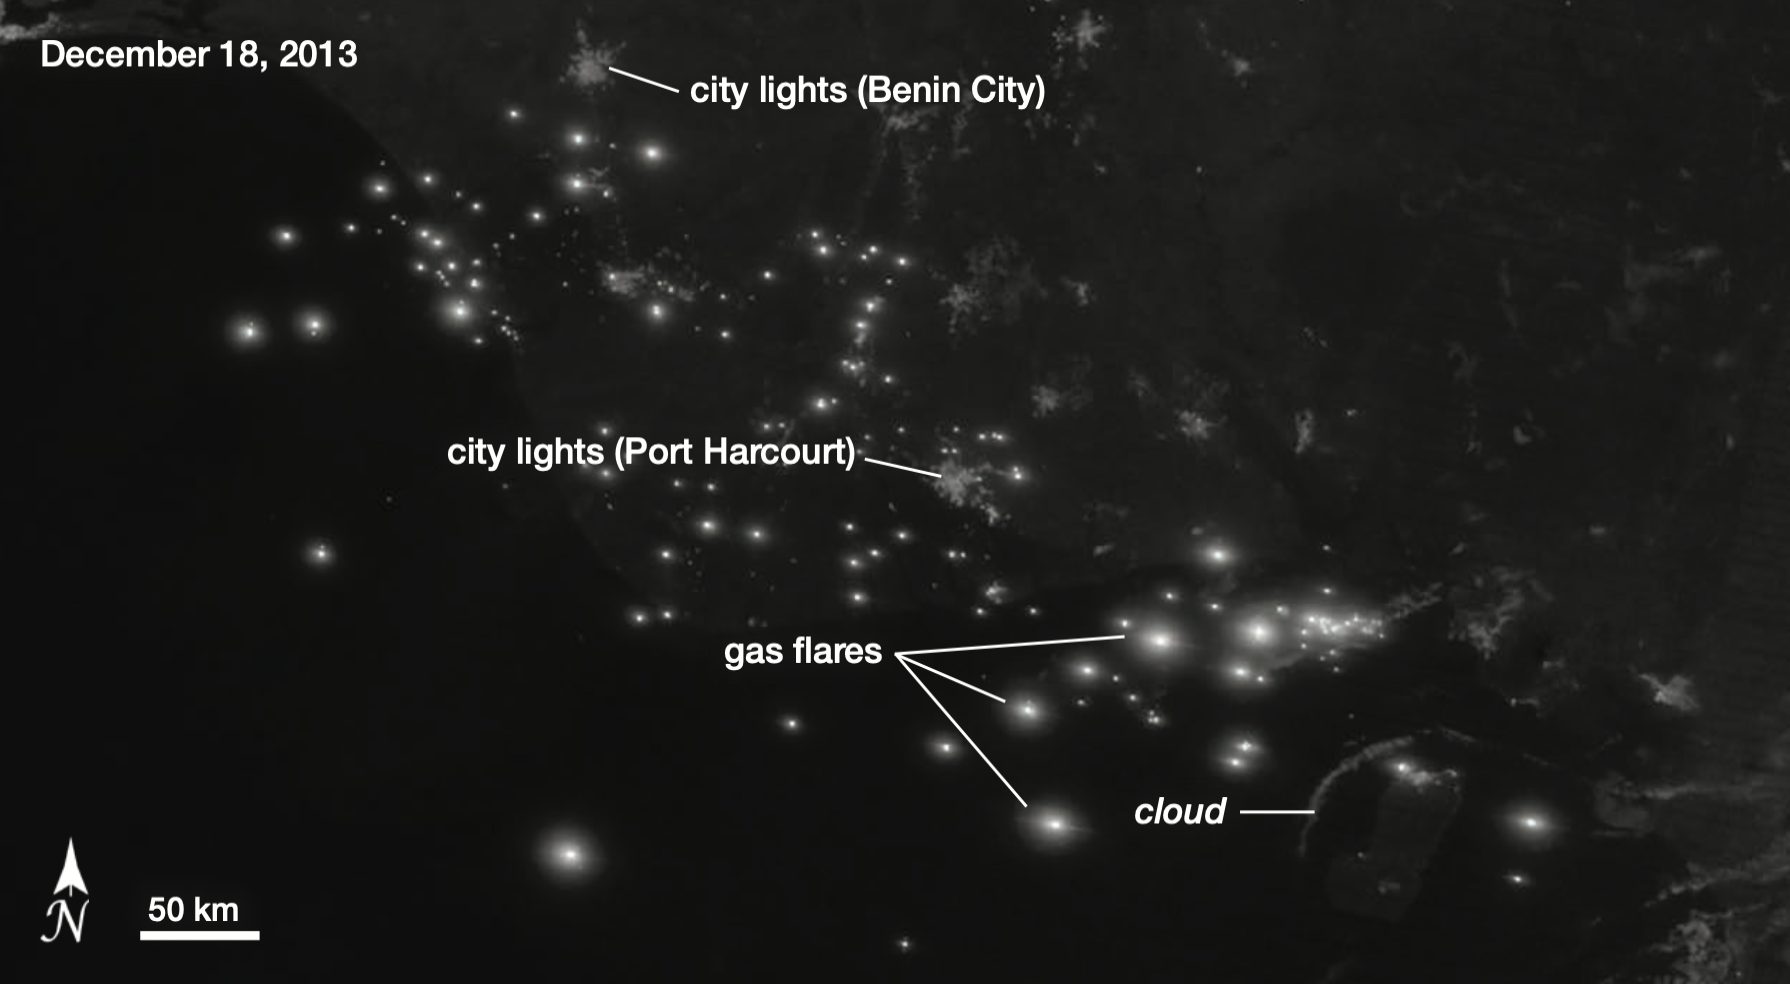 December 18, 2013
city lights (Benin City)
city lights (Port Harcourt)
gas flares
cloud
N
50 km